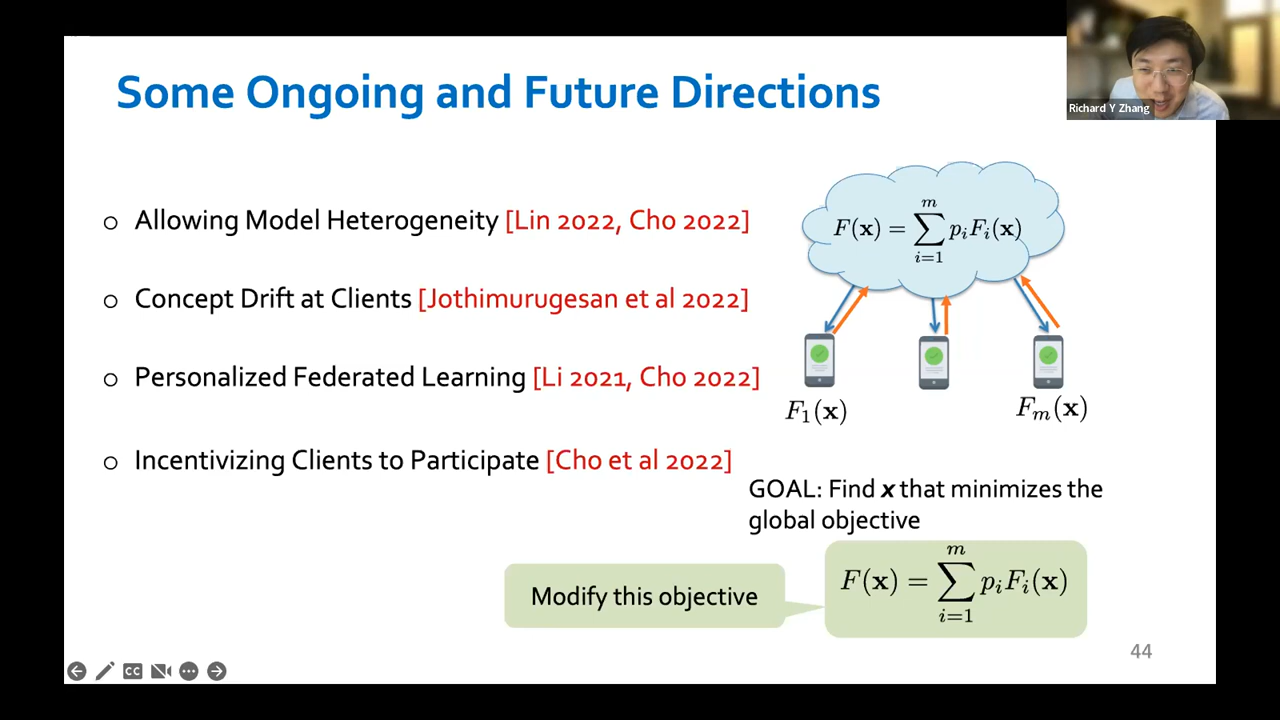 Some Ongoing and Future Directions
Richard Y Zhang
o Allowing Model Heterogeneity [Lin 2022, Cho 2022]
o Concept Drift at Clients [Jothimurugesan et al 2022]
o Personalized Federated Learning [Li 2021, Cho 2022]
o Incentivizing Clients to Participate [Cho et al 2022]
F(x) = ∑_{i=1}^{m} p_i F_i(x)
F_1(x)
F_m(x)
GOAL: Find x that minimizes the
global objective
Modify this objective
F(x) = ∑_{i=1}^{m} p_i F_i(x)
44
CC